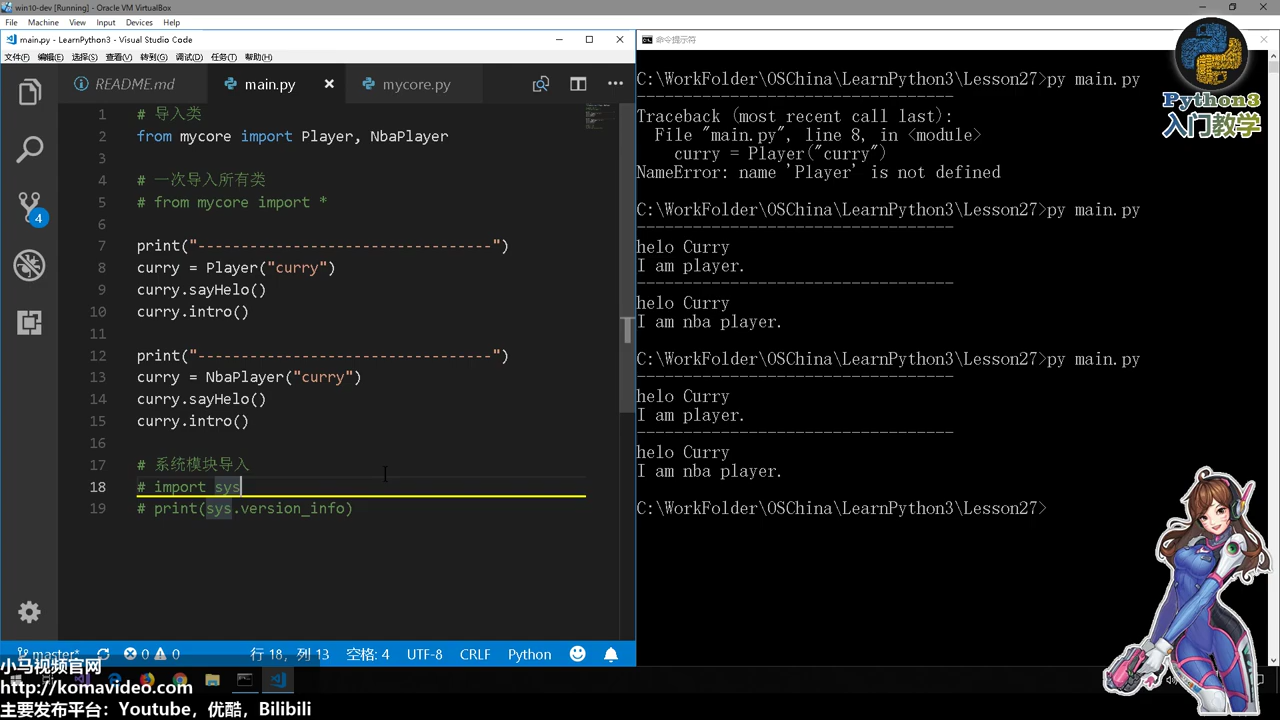 win10-dev [Running] - Oracle VM VirtualBox
File Machine View Input Devices Help
main.py - LearnPython3 - Visual Studio Code
文件(F) 编辑(E) 选择(S) 查看(V) 转到(G) 调试(D) 任务(T) 帮助(H)
README.md main.py mycore.py
1 # 导入类
2 from mycore import Player, NbaPlayer
3
4 # 一次导入所有类
5 # from mycore import *
6
7 print("----------------------------------")
8 curry = Player("curry")
9 curry.sayHelo()
10 curry.intro()
11
12 print("----------------------------------")
13 curry = NbaPlayer("curry")
14 curry.sayHelo()
15 curry.intro()
16
17 # 系统模块导入
18 # import sys
19 # print(sys.version_info)
4
master* 0 0 行 18，列 13 空格: 4 UTF-8 CRLF Python
命令提示符
C:\WorkFolder\OSChina\LearnPython3\Lesson27>py main.py
----------------------------------
Traceback (most recent call last):
File "main.py", line 8, in <module>
curry = Player("curry")
NameError: name 'Player' is not defined
C:\WorkFolder\OSChina\LearnPython3\Lesson27>py main.py
----------------------------------
helo Curry
I am player.
----------------------------------
helo Curry
I am nba player.
C:\WorkFolder\OSChina\LearnPython3\Lesson27>py main.py
----------------------------------
helo Curry
I am player.
----------------------------------
helo Curry
I am nba player.
C:\WorkFolder\OSChina\LearnPython3\Lesson27>
Python3
入门教学
小马视频官网
http://komavideo.com
主要发布平台：Youtube，优酷，Bilibili